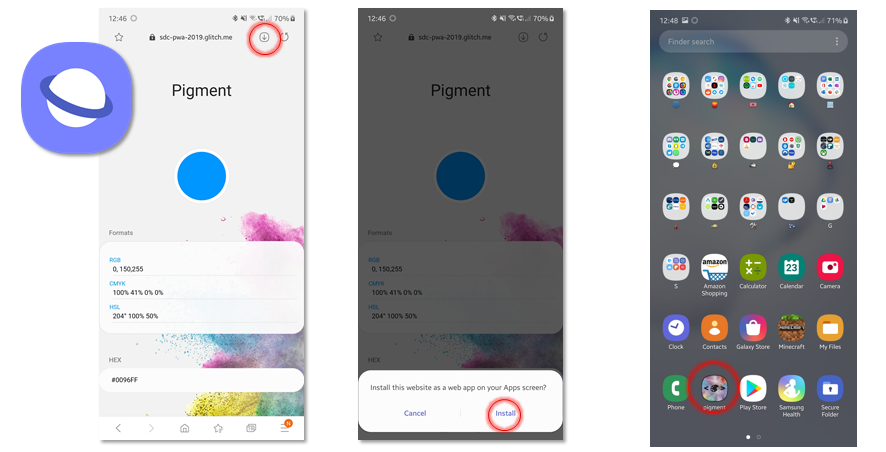 12:46
70%
sdc-pwa-2019.glitch.me
Pigment
Formats
RGB
0, 150,255
CMYK
100% 41% 0% 0%
HSL
204° 100% 50%
HEX
#0096FF
N
12:46
70%
sdc-pwa-2019.glitch.me
Pigment
Formats
RGB
0, 150,255
CMYK
100% 41% 0% 0%
HSL
204° 100% 50%
HEX
Install this website as a web app on your Apps screen?
Cancel
Install
12:48
71%
Finder search
G
amazon
23
S
Amazon Shopping
Calculator
Calendar
Camera
Clock
Contacts
Galaxy Store
Minecraft
My Files
Phone
pigment
Play Store
Samsung Health
Secure Folder